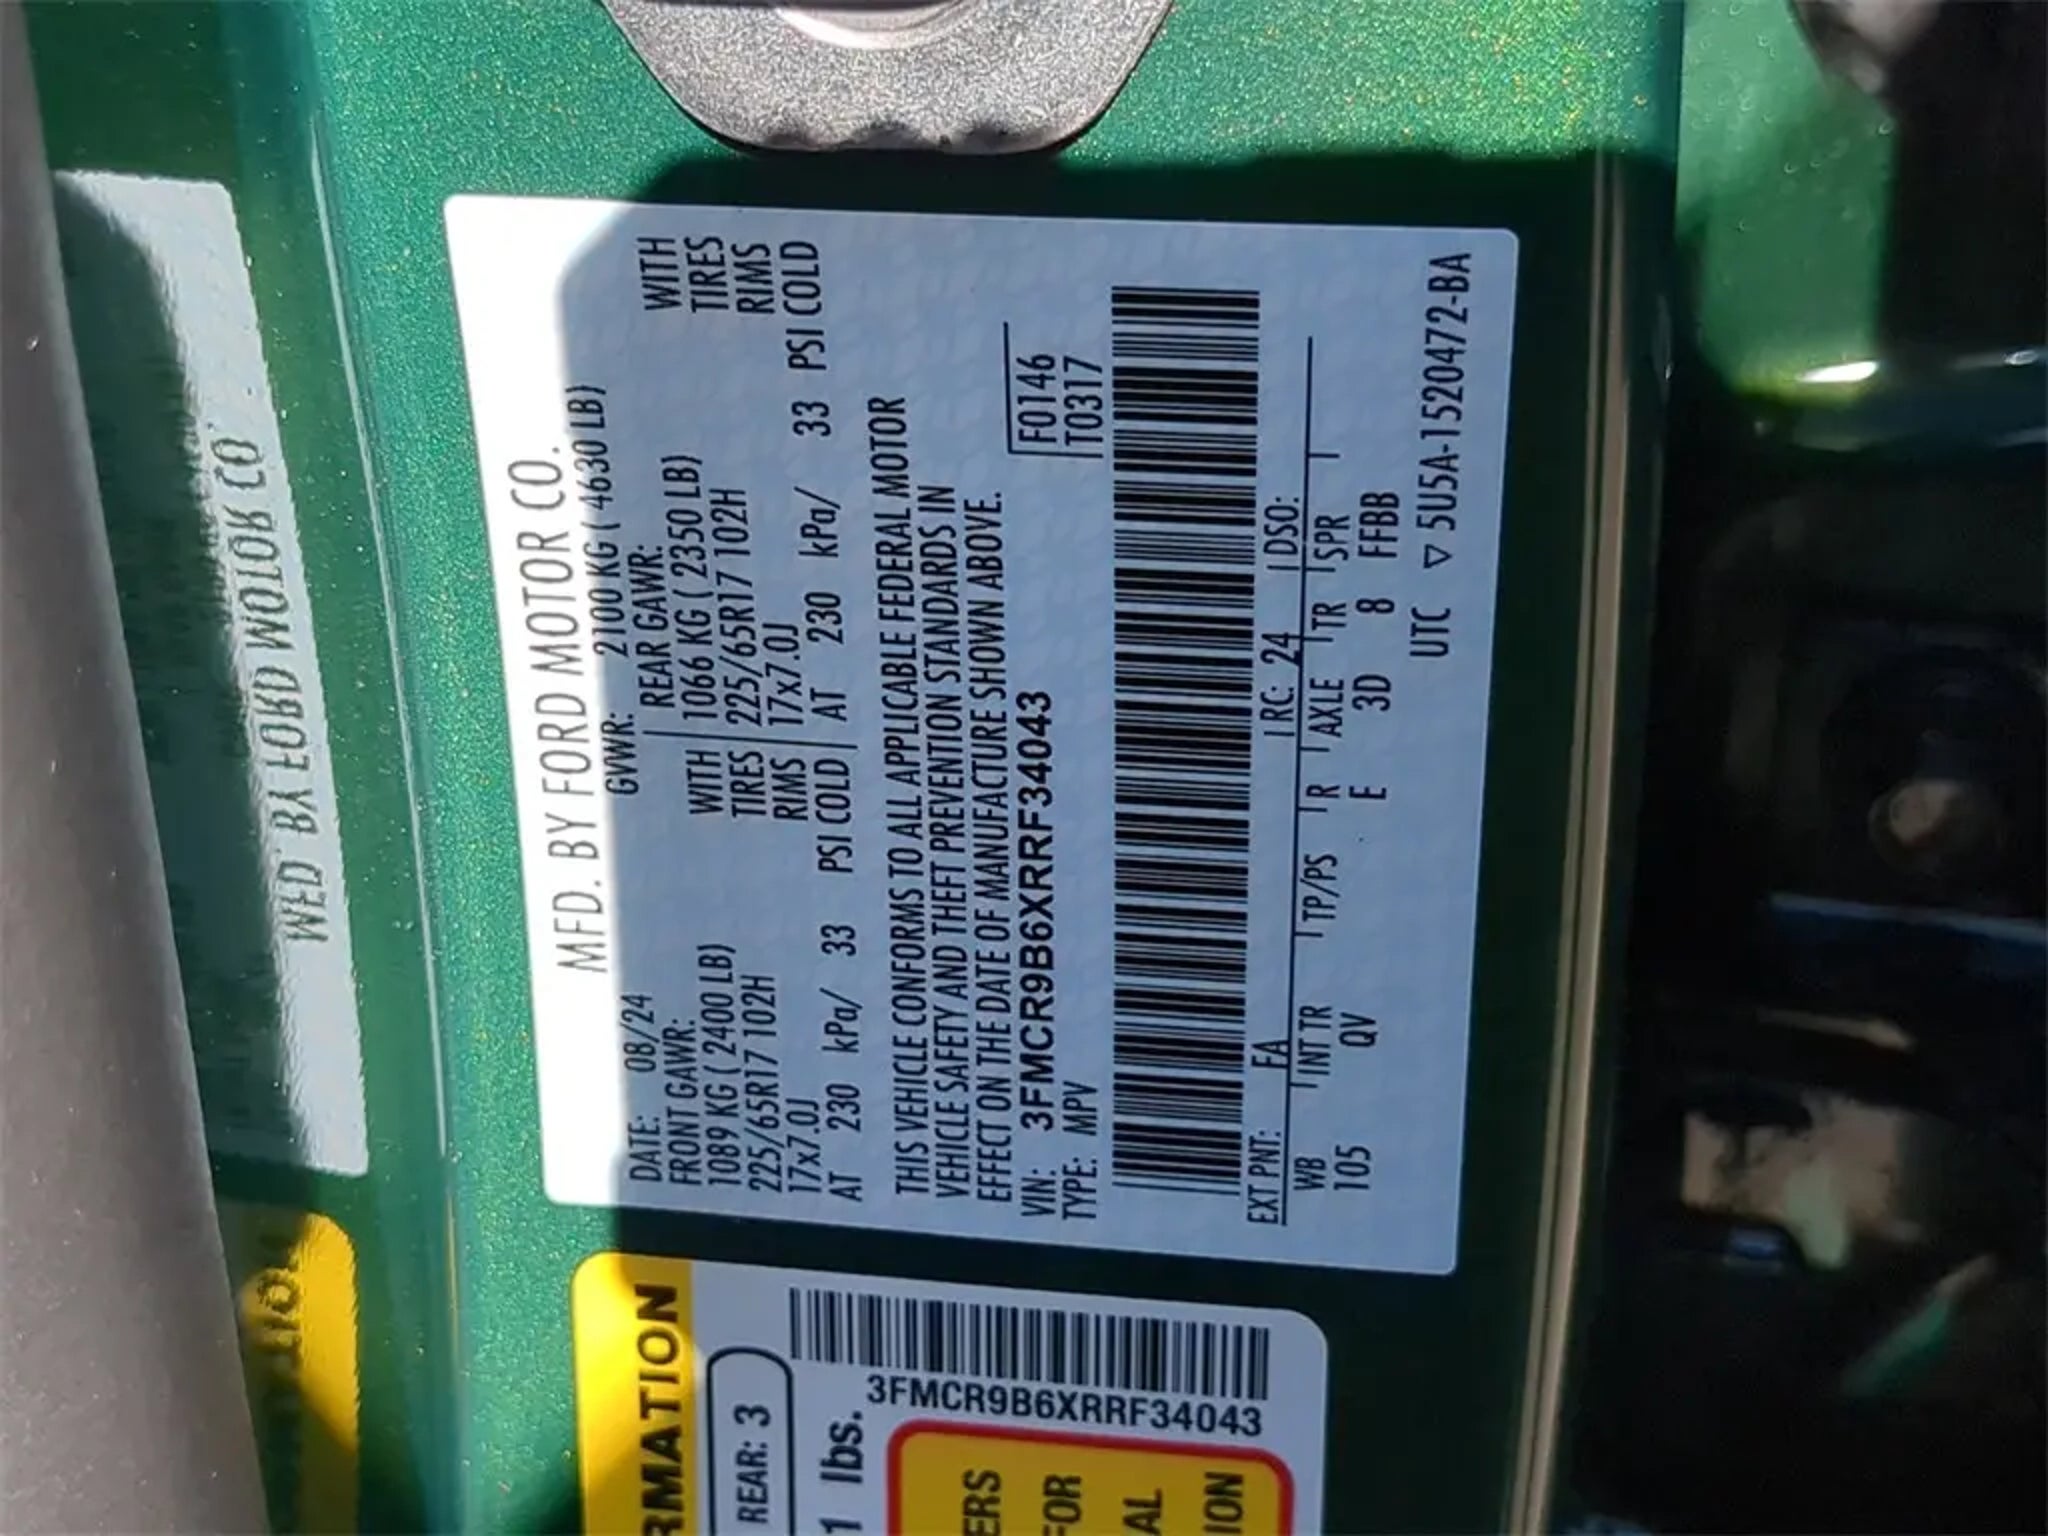 MFD. BY FORD MOTOR CO.
DATE: 08/24 GVWR: 2100 KG ( 4630 LB)
FRONT GAWR: REAR GAWR:
1089 KG ( 2400 LB) WITH 1066 KG ( 2350 LB) WITH
225/65R17 102H TIRES 225/65R17 102H TIRES
17x7.0J RIMS 17x7.0J RIMS
AT 230 kPa/ 33 PSI COLD AT 230 kPa/ 33 PSI COLD
THIS VEHICLE CONFORMS TO ALL APPLICABLE FEDERAL MOTOR
VEHICLE SAFETY AND THEFT PREVENTION STANDARDS IN
EFFECT ON THE DATE OF MANUFACTURE SHOWN ABOVE.
VIN: 3FMCR9B6XRRF34043 F0146
TYPE: MPV T0317
EXT PNT: FA RC: 24 DSO:
WB INT TR TP/PS R AXLE TR SPR
105 QV E 3D 8 FFBB
UTC ▽ 5U5A-1520472-BA
RMATION
REAR: 3
1 lbs.
3FMCR9B6XRRF34043
ERS
FOR
AL
ION
MFD. BY FORD MOTOR CO.